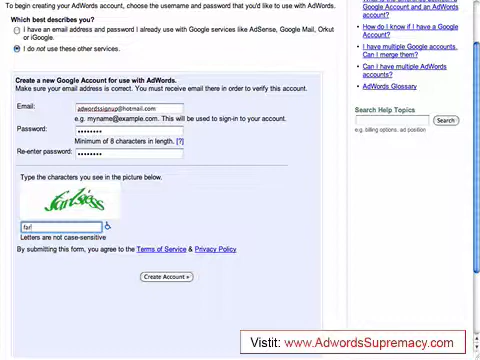 To begin creating your AdWords account, choose the username and password that you'd like to use with AdWords.
Which best describes you?
I have an email address and password I already use with Google services like AdSense, Google Mail, Orkut
or iGoogle.
I do not use these other services.
Create a new Google Account for use with AdWords.
Make sure your email address is correct. You must receive email there in order to verify this account.
Email:
adwordssignup@hotmail.com
e.g. myname@example.com. This will be used to sign-in to your account.
Password:
Minimum of 8 characters in length. [?]
Re-enter password:
Type the characters you see in the picture below.
far
Letters are not case-sensitive
By submitting this form, you agree to the Terms of Service & Privacy Policy
Create Account »
Google Account and an AdWords
account?
How do I know if I have a Google
Account?
I have multiple Google accounts.
Can I merge them?
Can I have multiple AdWords
accounts?
AdWords Glossary
Search Help Topics
Search
e.g. billing options, ad position
Vistit: www.AdwordsSupremacy.com